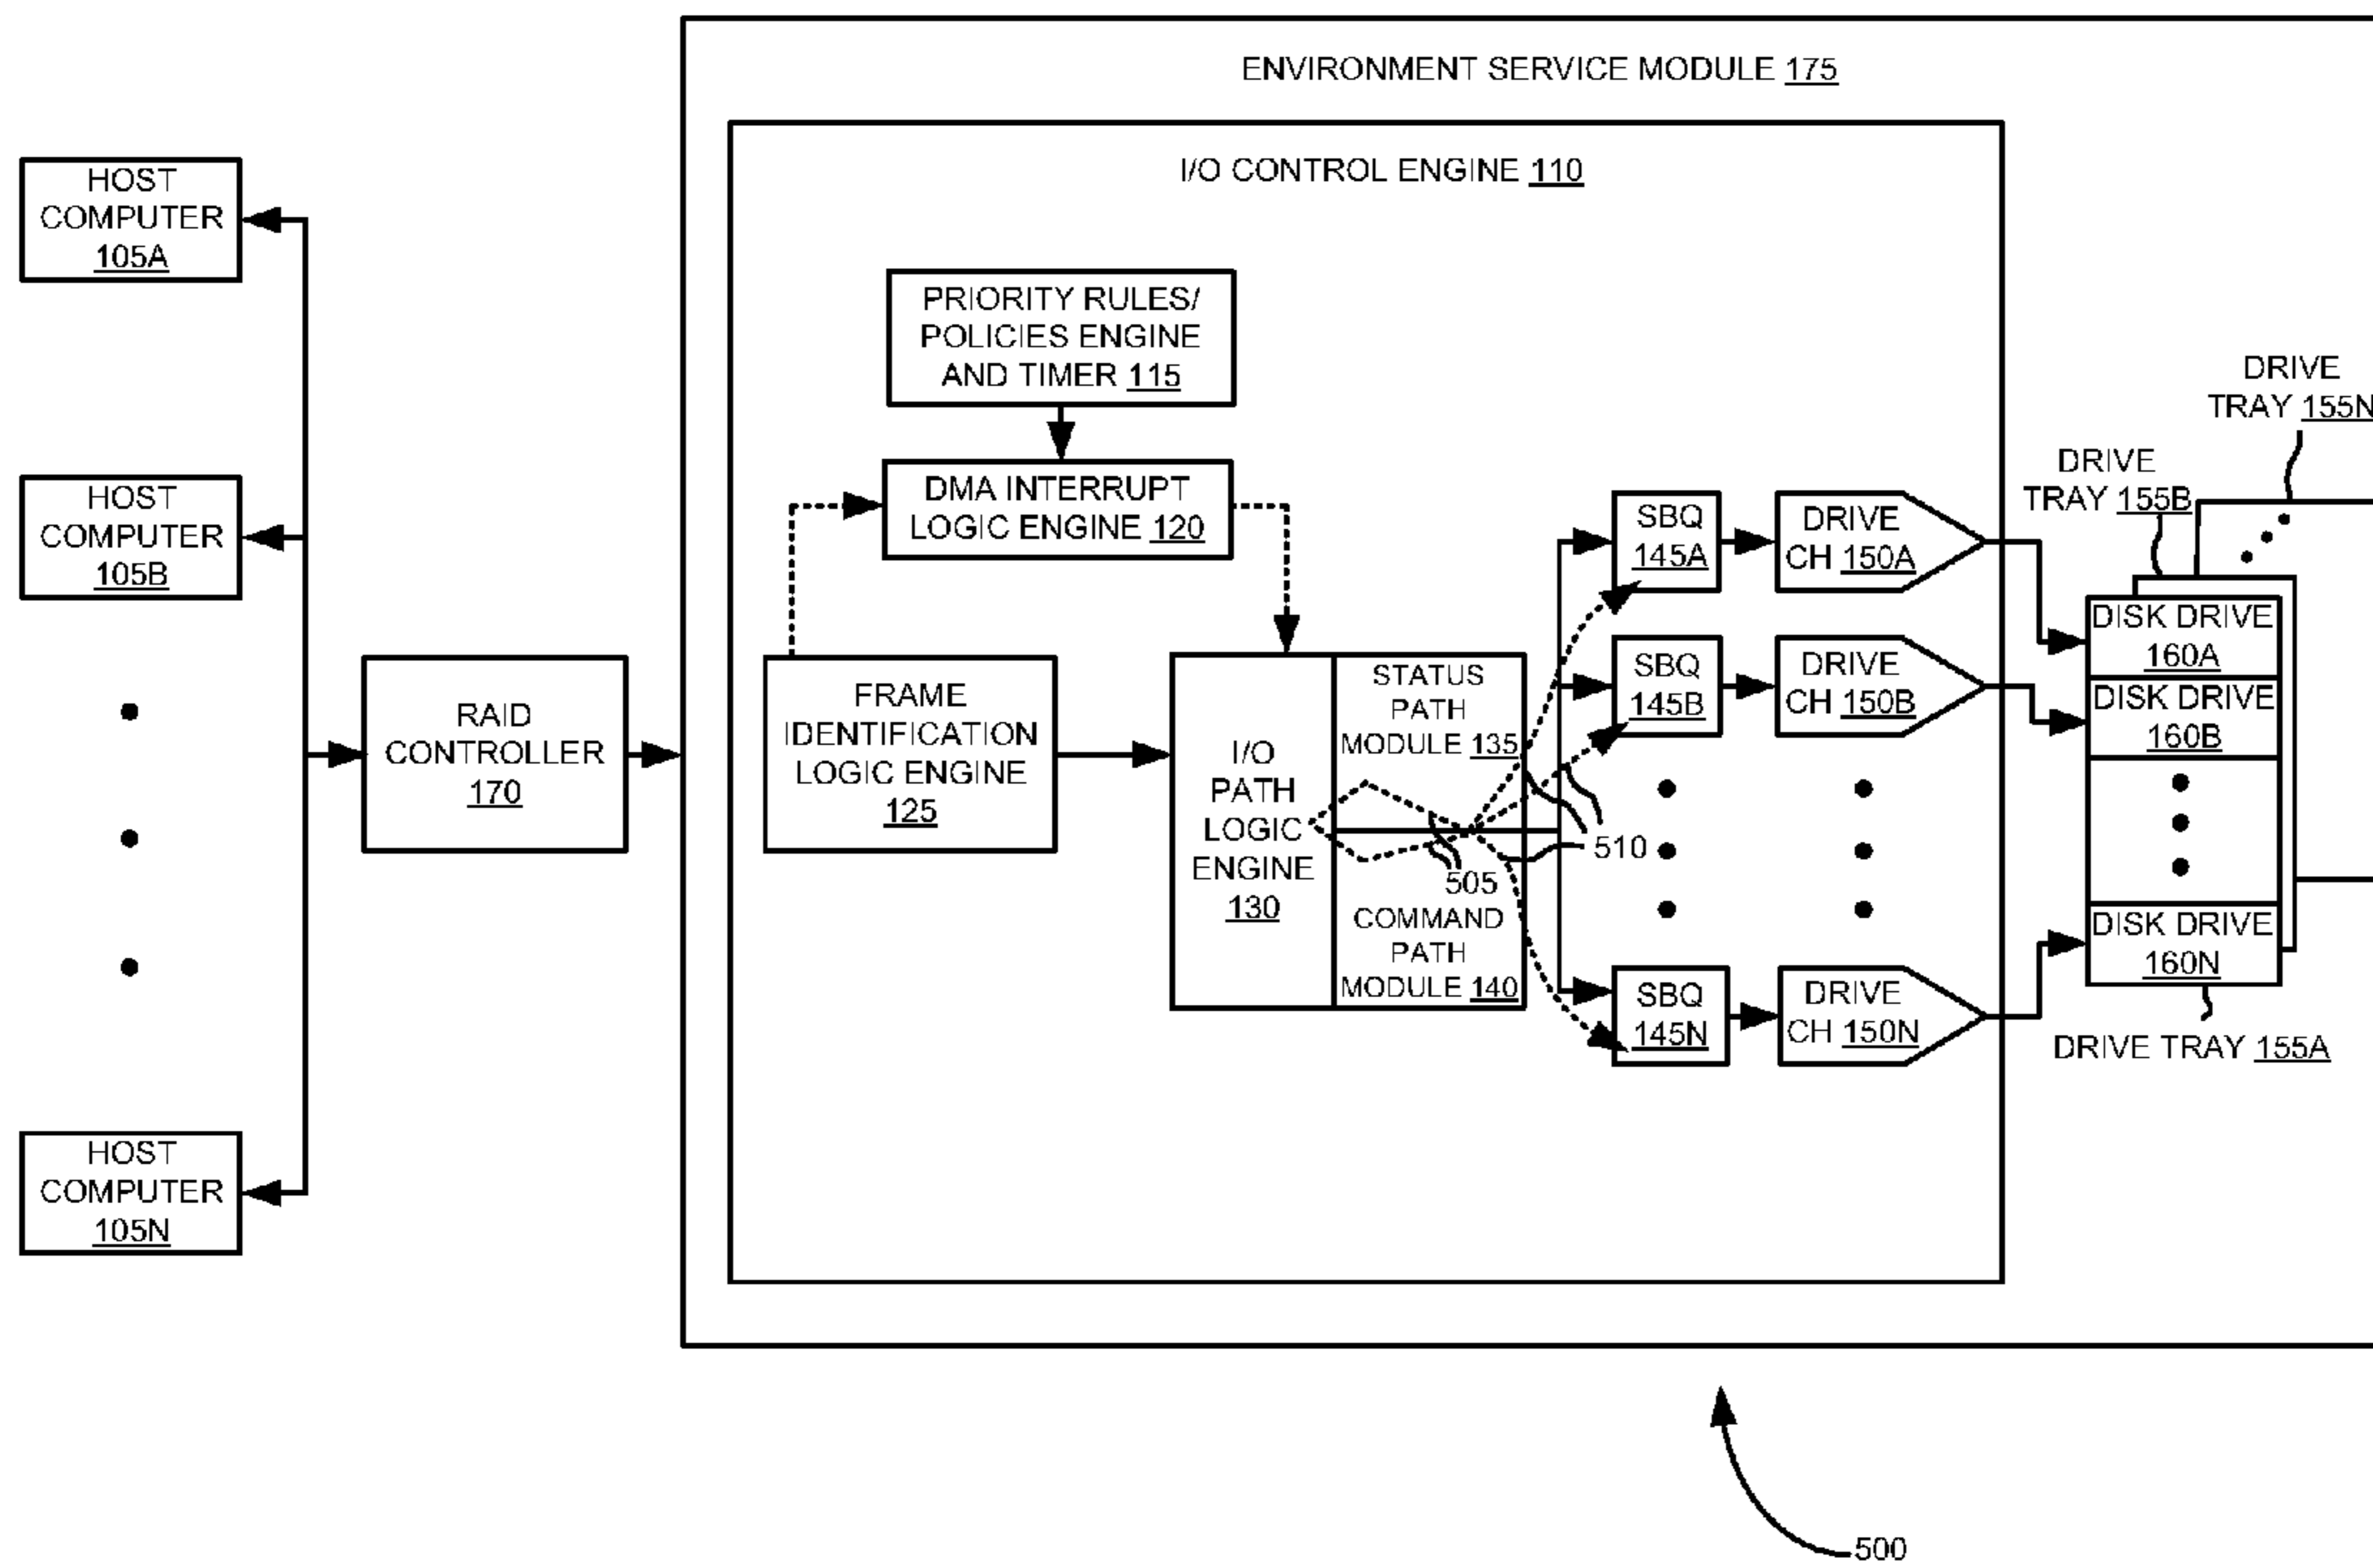 ENVIRONMENT SERVICE MODULE 175
I/O CONTROL ENGINE 110
HOST
COMPUTER
105A
HOST
COMPUTER
105B
HOST
COMPUTER
105N
RAID
CONTROLLER
170
PRIORITY RULES/
POLICIES ENGINE
AND TIMER 115
DMA INTERRUPT
LOGIC ENGINE 120
FRAME
IDENTIFICATION
LOGIC ENGINE
125
I/O
PATH
LOGIC
ENGINE
130
STATUS
PATH
MODULE 135
505
COMMAND
PATH
MODULE 140
510
SBQ
145A
DRIVE
CH 150A
SBQ
145B
DRIVE
CH 150B
SBQ
145N
DRIVE
CH 150N
DRIVE
TRAY 155N
DRIVE
TRAY 155B
DISK DRIVE
160A
DISK DRIVE
160B
DISK DRIVE
160N
DRIVE TRAY 155A
500